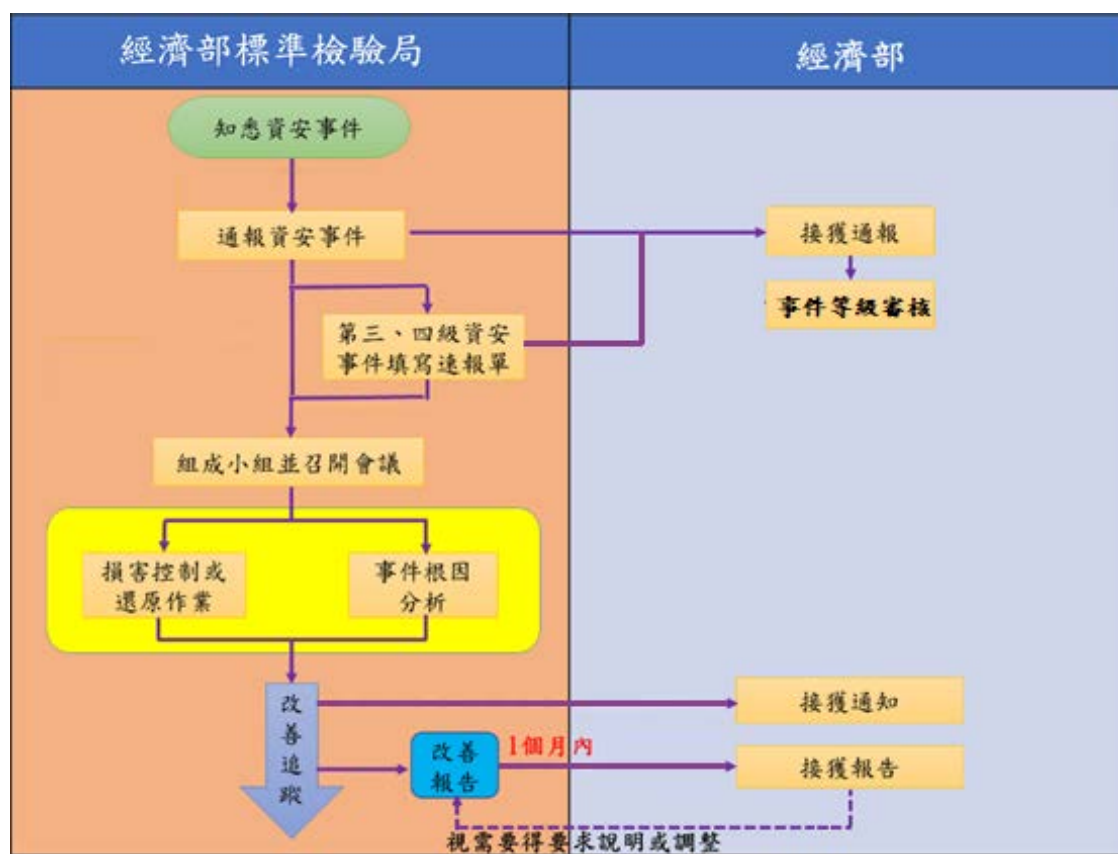 經濟部標準檢驗局
經濟部
知悉資安事件
通報資安事件
接獲通報
事件等級審核
第三、四級資安
事件填寫速報單
組成小組並召開會議
損害控制或
還原作業
事件根因
分析
改善追蹤
接獲通知
改善
報告
1個月內
接獲報告
視需要得要求說明或調整